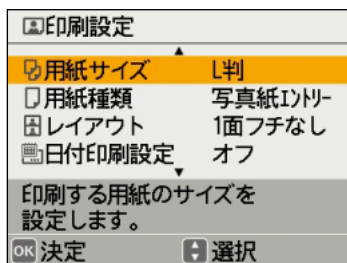 印刷設定
用紙サイズ L判
用紙種類 写真紙ｴﾝﾄﾘｰ
レイアウト 1面フチなし
日付印刷設定 オフ
印刷する用紙のサイズを
設定します。
OK 決定 選択